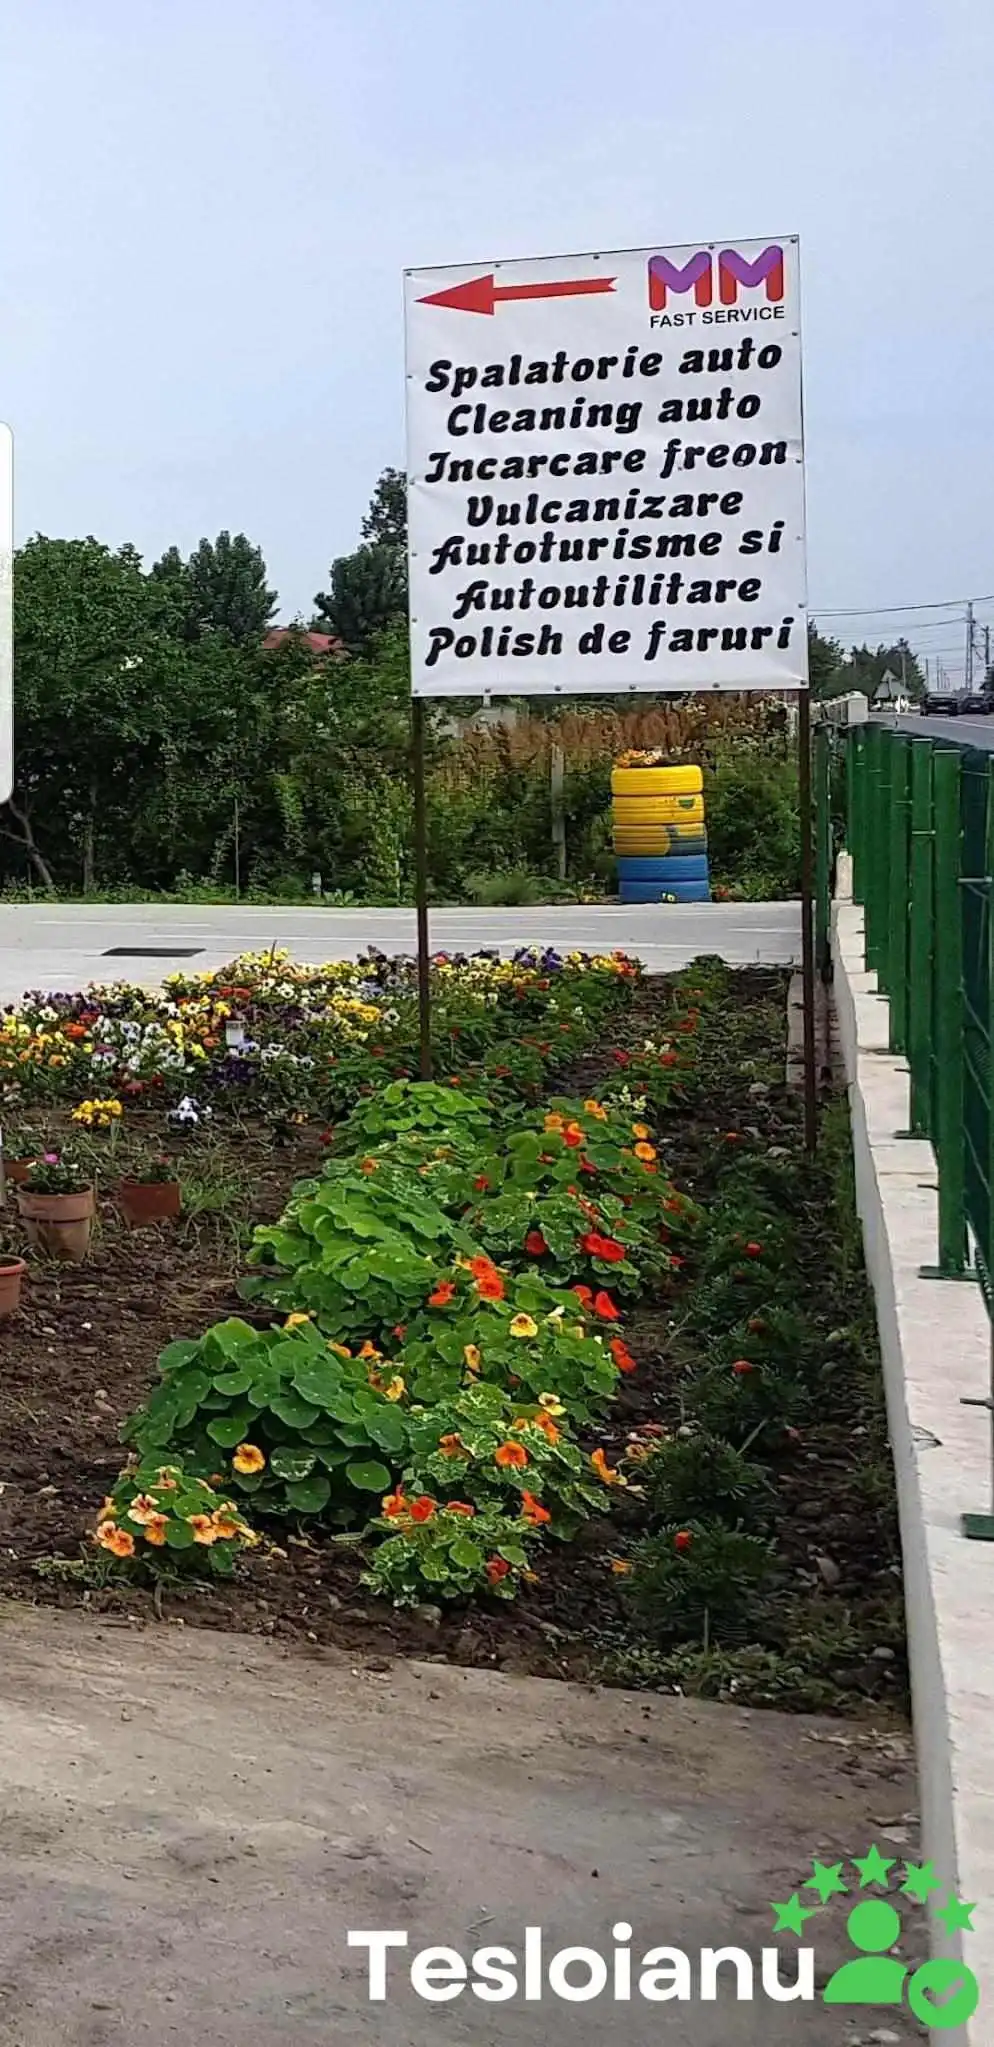 MM
FAST SERVICE
Spalatorie auto
Cleaning auto
Incarcare freon
Vulcanizare
Autoturisme si
Autoutilitare
Polish de faruri
Tesloianu